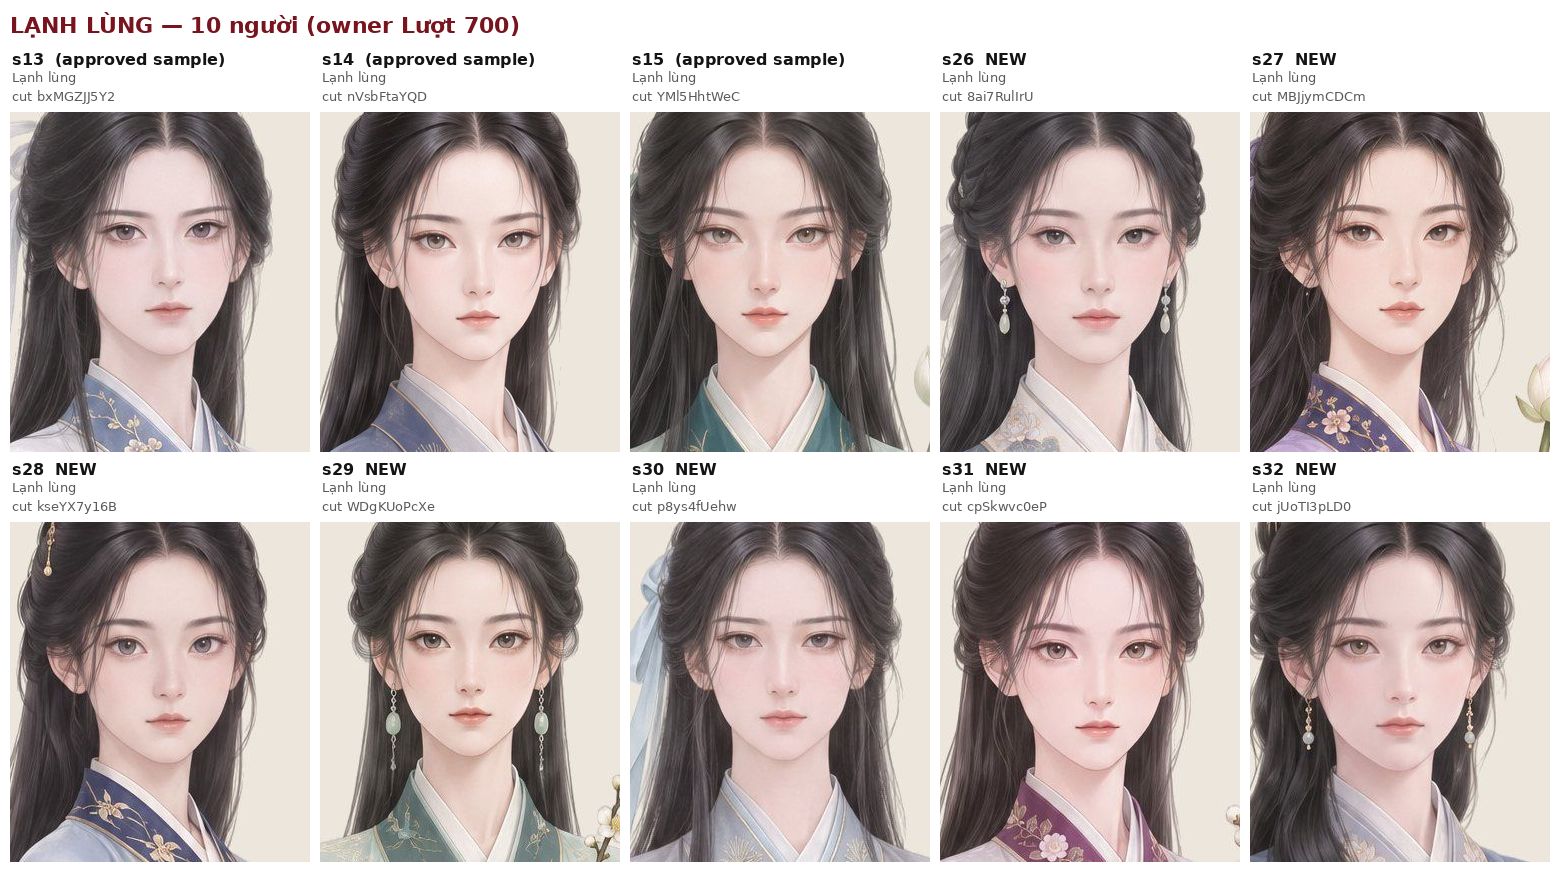 LẠNH LÙNG — 10 người (owner Lượt 700)
s13 (approved sample)
Lạnh lùng
cut bxMGZJJ5Y2
s14 (approved sample)
Lạnh lùng
cut nVsbFtaYQD
s15 (approved sample)
Lạnh lùng
cut YMl5HhtWeC
s26 NEW
Lạnh lùng
cut 8ai7RulIrU
s27 NEW
Lạnh lùng
cut MBJjymCDCm
s28 NEW
Lạnh lùng
cut kseYX7y16B
s29 NEW
Lạnh lùng
cut WDgKUoPcXe
s30 NEW
Lạnh lùng
cut p8ys4fUehw
s31 NEW
Lạnh lùng
cut cpSkwvc0eP
s32 NEW
Lạnh lùng
cut jUoTI3pLD0